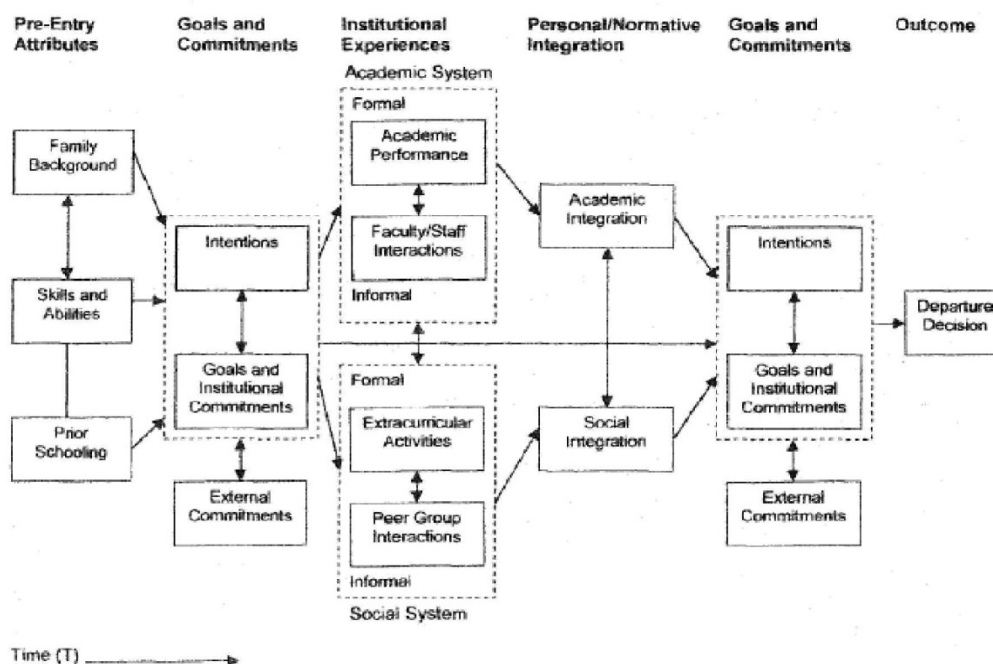 Pre-Entry
Attributes
Goals and
Commitments
Institutional
Experiences
Personal/Normative
Integration
Goals and
Commitments
Outcome
Academic System
Formal
Academic
Performance
Faculty/Staff
Interactions
Informal
Family
Background
Skills and
Abilities
Prior
Schooling
Intentions
Goals and
Institutional
Commitments
External
Commitments
Formal
Extracurricular
Activities
Peer Group
Interactions
Informal
Social System
Academic
Integration
Social
Integration
Intentions
Goals and
Institutional
Commitments
External
Commitments
Departure
Decision
Time (T)